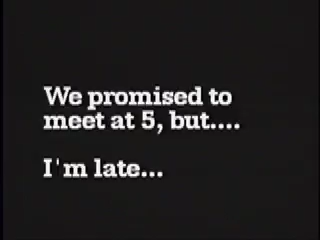 We promised to
meet at 5, but....
I'm late...